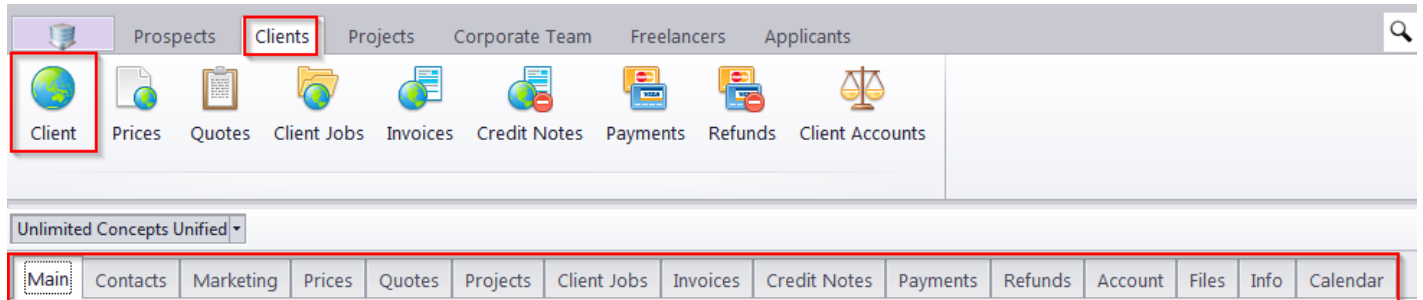 Prospects Clients Projects Corporate Team Freelancers Applicants
Client Prices Quotes Client Jobs Invoices Credit Notes Payments Refunds Client Accounts
Unlimited Concepts Unified
Main Contacts Marketing Prices Quotes Projects Client Jobs Invoices Credit Notes Payments Refunds Account Files Info Calendar